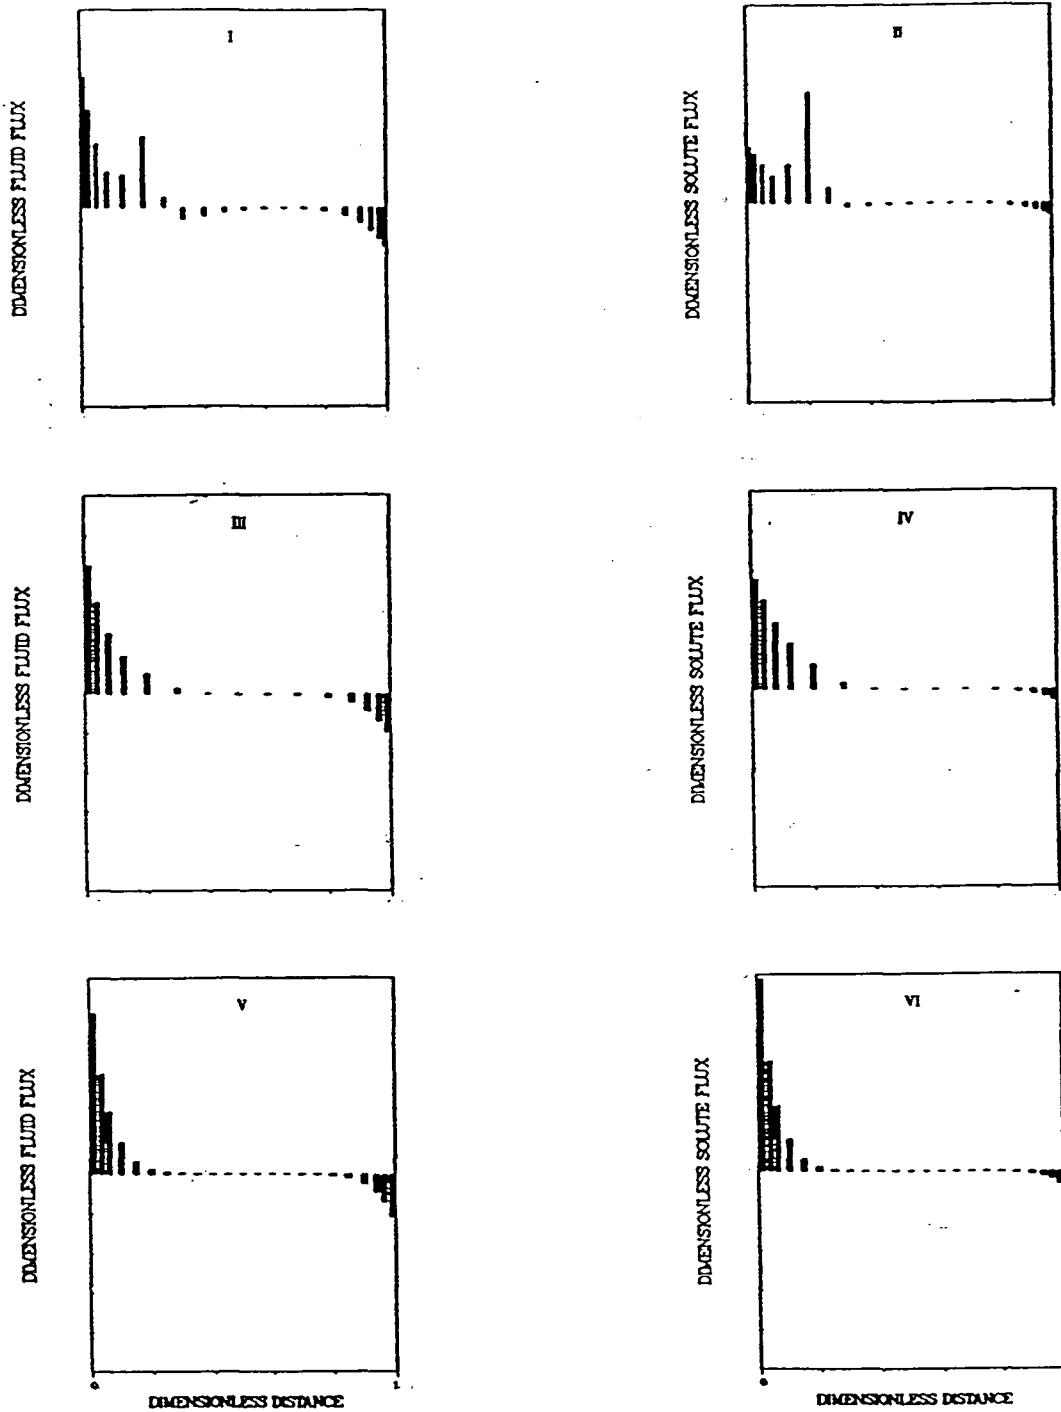 I
DIMENSIONLESS FLUID FLUX
II
DIMENSIONLESS SOLUTE FLUX
III
DIMENSIONLESS FLUID FLUX
IV
DIMENSIONLESS SOLUTE FLUX
V
DIMENSIONLESS FLUID FLUX
0. 1.
DIMENSIONLESS DISTANCE
VI
DIMENSIONLESS SOLUTE FLUX
0.
DIMENSIONLESS DISTANCE